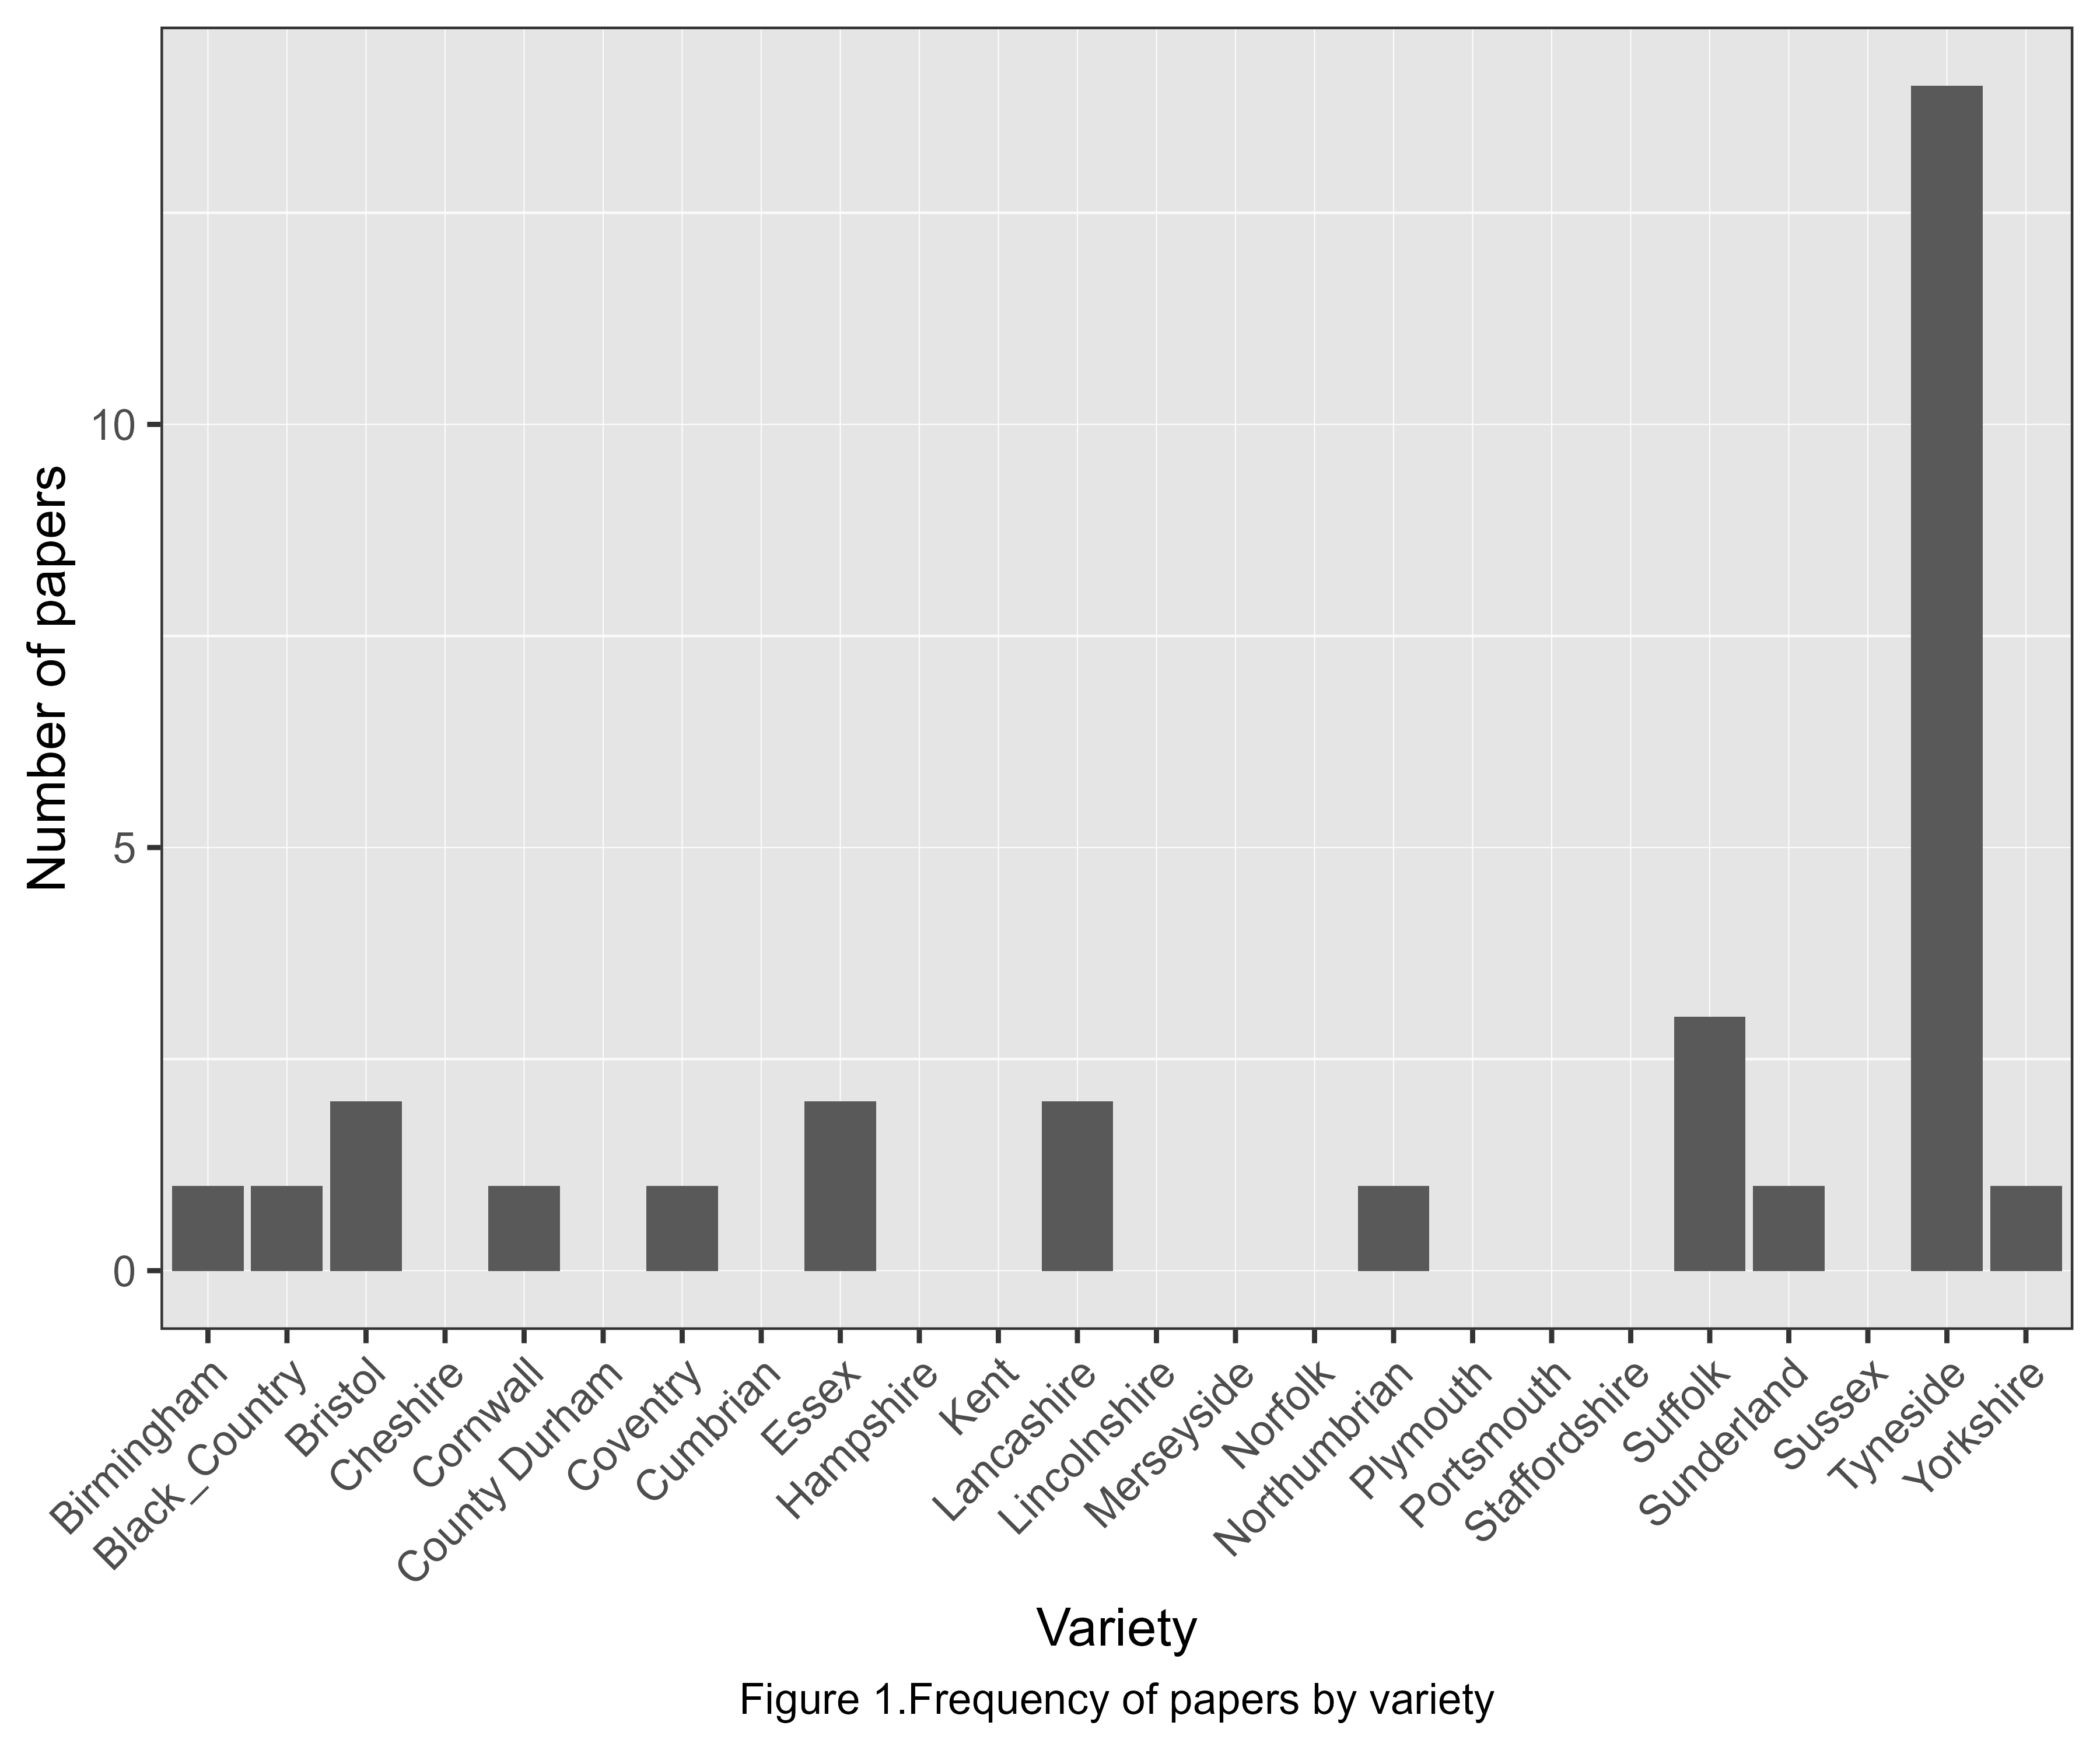 Number of papers
10
5
0
Birmingham
Black_Country
Bristol
Cheshire
Cornwall
County Durham
Coventry
Cumbrian
Essex
Hampshire
Kent
Lancashire
Lincolnshire
Merseyside
Norfolk
Northumbrian
Plymouth
Portsmouth
Staffordshire
Suffolk
Sunderland
Sussex
Tyneside
Yorkshire
Variety
Figure 1.Frequency of papers by variety